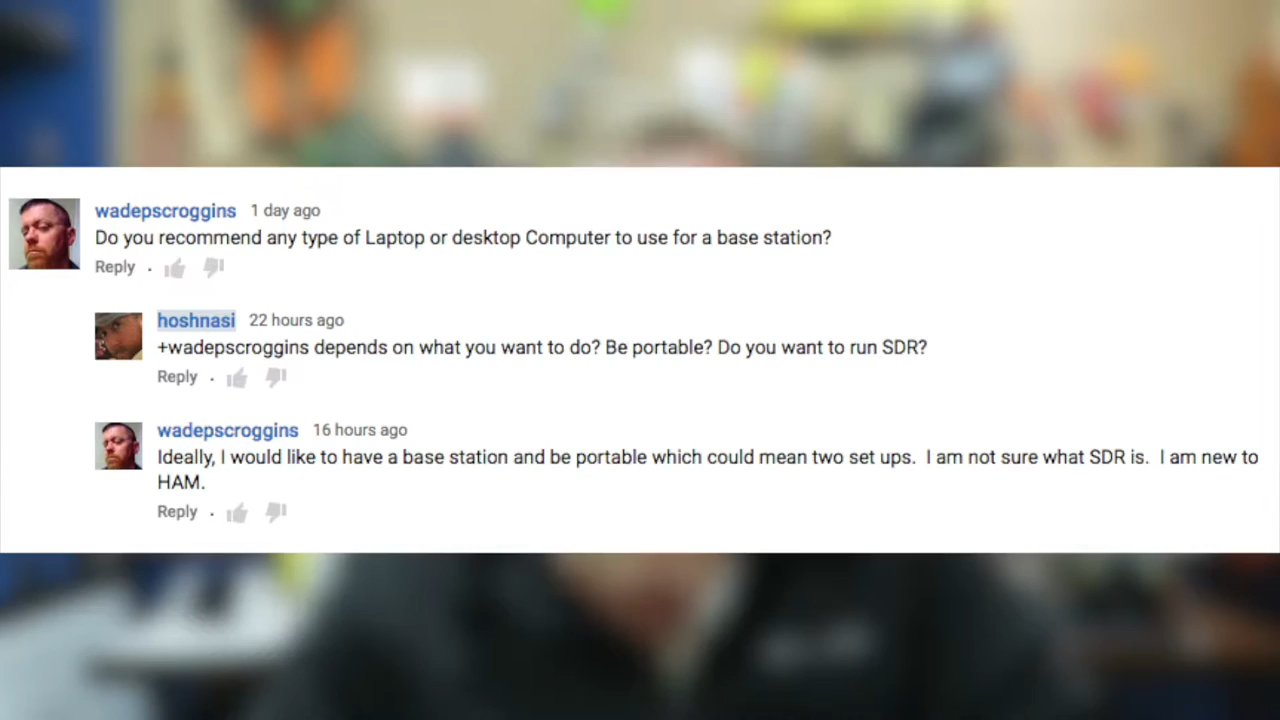 wadepscroggins 1 day ago
Do you recommend any type of Laptop or desktop Computer to use for a base station?
Reply .
hoshnasi 22 hours ago
+wadepscroggins depends on what you want to do? Be portable? Do you want to run SDR?
Reply .
wadepscroggins 16 hours ago
Ideally, I would like to have a base station and be portable which could mean two set ups.  I am not sure what SDR is.  I am new to
HAM.
Reply .